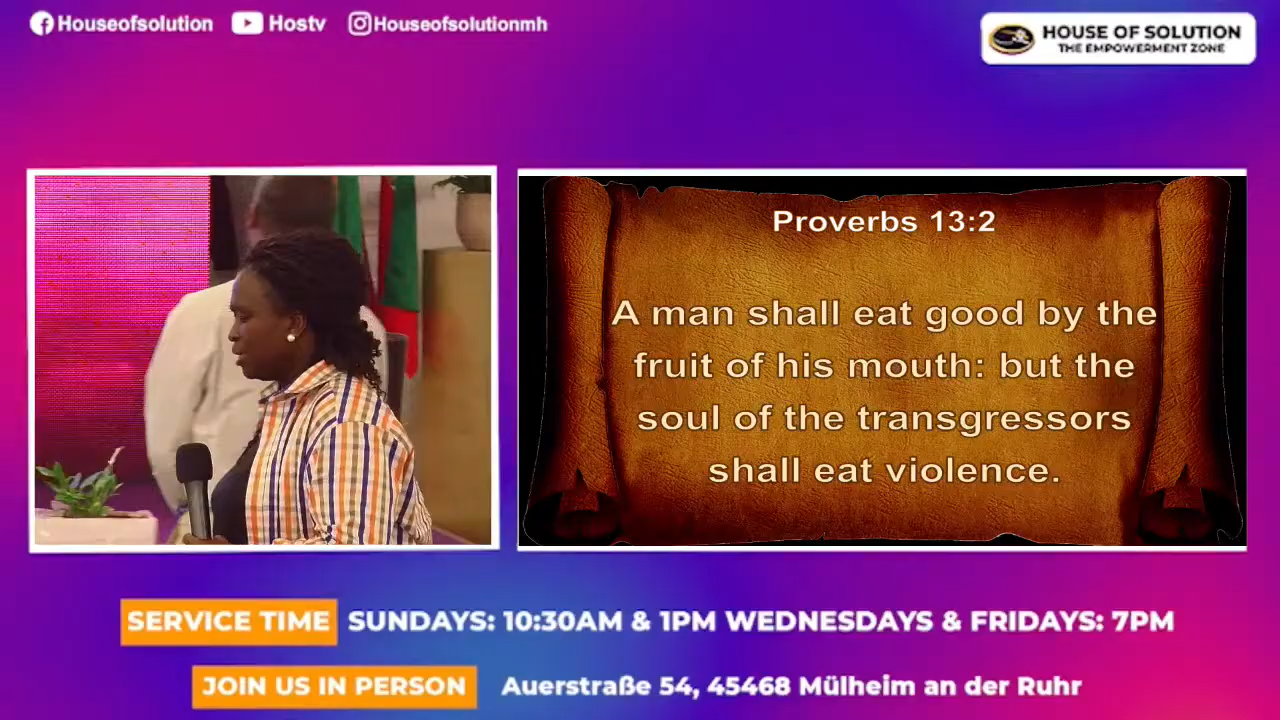 Houseofsolution Hostv Houseofsolutionmh
HOUSE OF SOLUTION
THE EMPOWERMENT ZONE
Proverbs 13:2
A man shall eat good by the
fruit of his mouth: but the
soul of the transgressors
shall eat violence.
SERVICE TIME SUNDAYS: 10:30AM & 1PM WEDNESDAYS & FRIDAYS: 7PM
JOIN US IN PERSON Auerstraße 54, 45468 Mülheim an der Ruhr